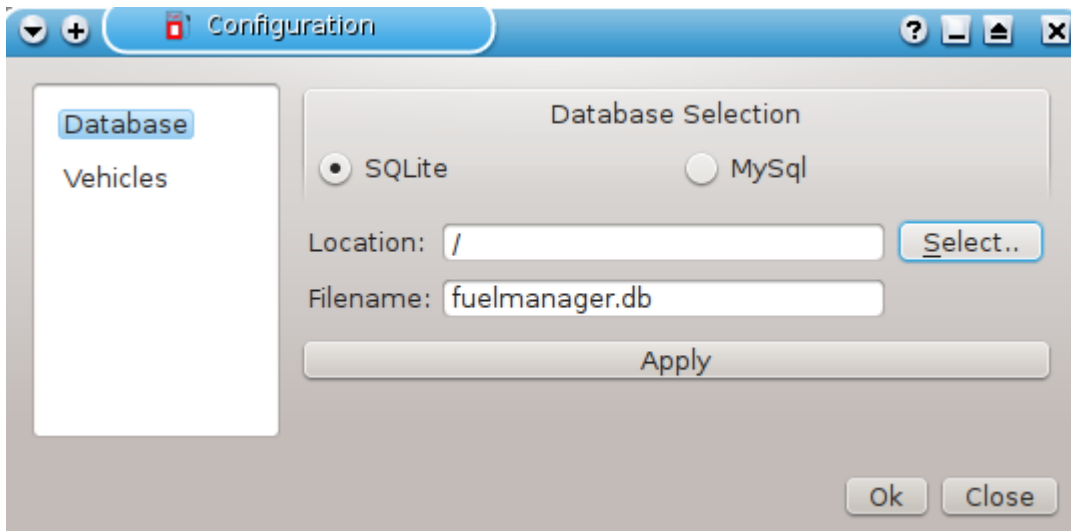 Configuration
Database
Vehicles
Database Selection
SQLite MySql
Location: / Select..
Filename: fuelmanager.db
Apply
Ok Close